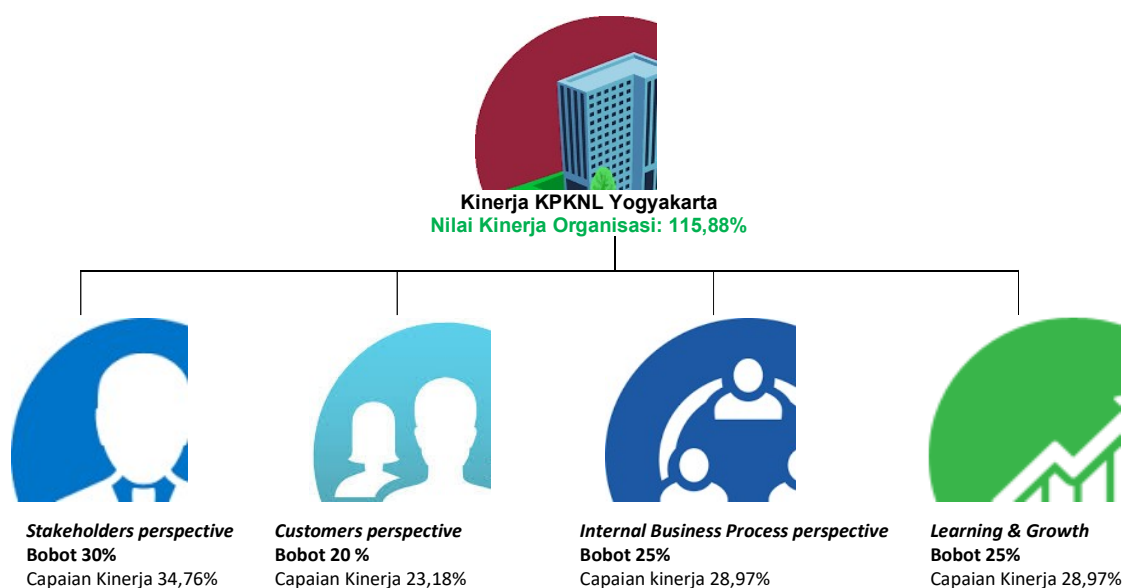 Kinerja KPKNL Yogyakarta
Nilai Kinerja Organisasi: 115,88%
Stakeholders perspective
Bobot 30%
Capaian Kinerja 34,76%
Customers perspective
Bobot 20 %
Capaian Kinerja 23,18%
Internal Business Process perspective
Bobot 25%
Capaian kinerja 28,97%
Learning & Growth
Bobot 25%
Capaian Kinerja 28,97%